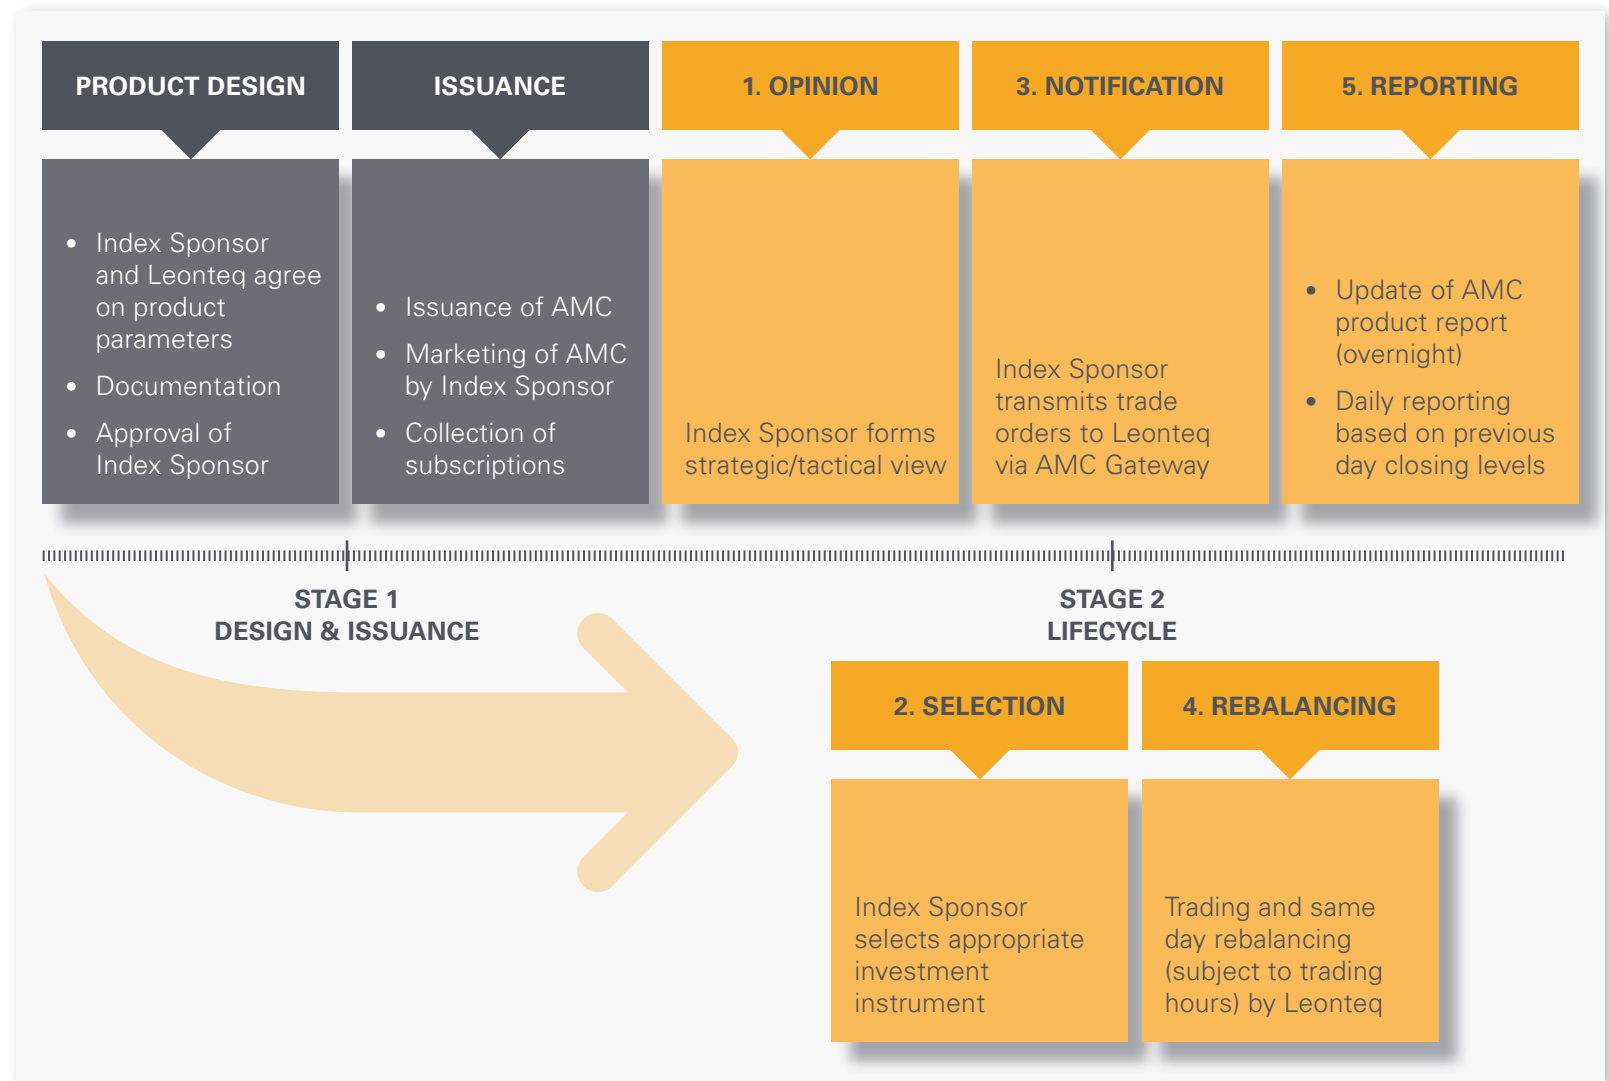 PRODUCT DESIGN
• Index Sponsor
and Leonteq agree
on product
parameters
• Documentation
• Approval of
Index Sponsor
ISSUANCE
• Issuance of AMC
• Marketing of AMC
by Index Sponsor
• Collection of
subscriptions
1. OPINION
Index Sponsor forms
strategic/tactical view
3. NOTIFICATION
Index Sponsor
transmits trade
orders to Leonteq
via AMC Gateway
5. REPORTING
• Update of AMC
product report
(overnight)
• Daily reporting
based on previous
day closing levels
STAGE 1
DESIGN & ISSUANCE
STAGE 2
LIFECYCLE
2. SELECTION
Index Sponsor
selects appropriate
investment
instrument
4. REBALANCING
Trading and same
day rebalancing
(subject to trading
hours) by Leonteq